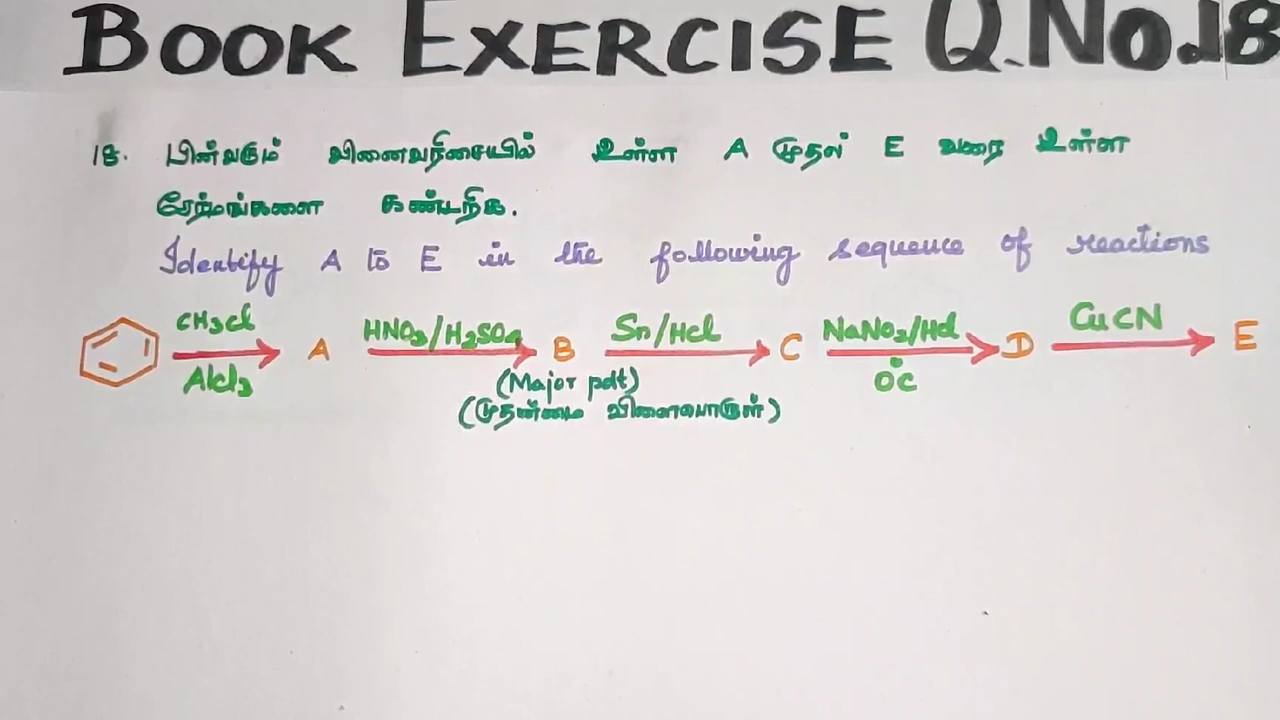 BOOK EXERCISE Q.NO.18
18. பின்வரும் வினைவரிசையில் உள்ள A முதல் E வரை உள்ள
சேர்மங்களை கண்டறிக.
Identify A to E in the following sequence of reactions
CH3Cl HNO3/H2SO4 Sn/HCl NaNO2/HCl CuCN
A B C D E
AlCl3 (Major pdt) 0°C
(முதன்மை விளைபொருள்)